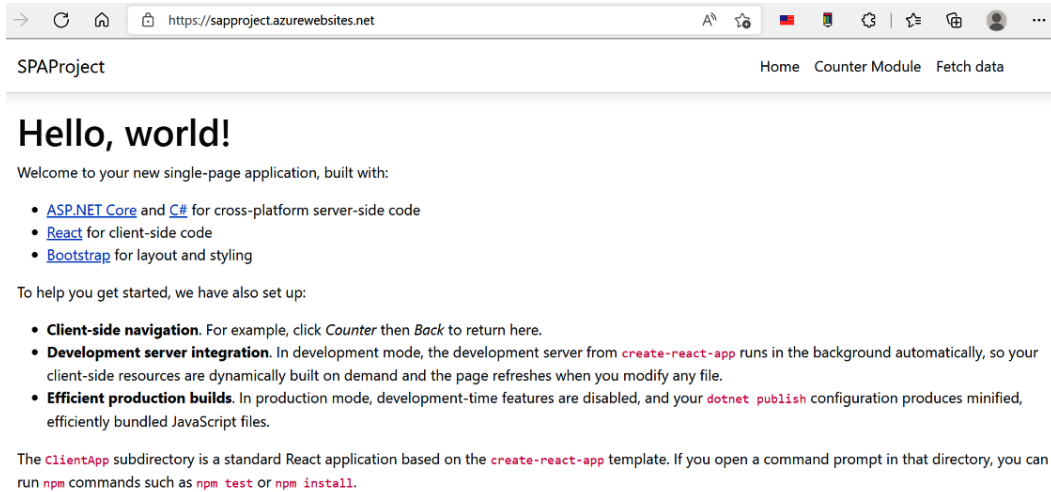 https://sapproject.azurewebsites.net
SPAProject
Home Counter Module Fetch data
Hello, world!
Welcome to your new single-page application, built with:
• ASP.NET Core and C# for cross-platform server-side code
• React for client-side code
• Bootstrap for layout and styling
To help you get started, we have also set up:
• Client-side navigation. For example, click Counter then Back to return here.
• Development server integration. In development mode, the development server from create-react-app runs in the background automatically, so your
client-side resources are dynamically built on demand and the page refreshes when you modify any file.
• Efficient production builds. In production mode, development-time features are disabled, and your dotnet publish configuration produces minified,
efficiently bundled JavaScript files.
The ClientApp subdirectory is a standard React application based on the create-react-app template. If you open a command prompt in that directory, you can
run npm commands such as npm test or npm install.